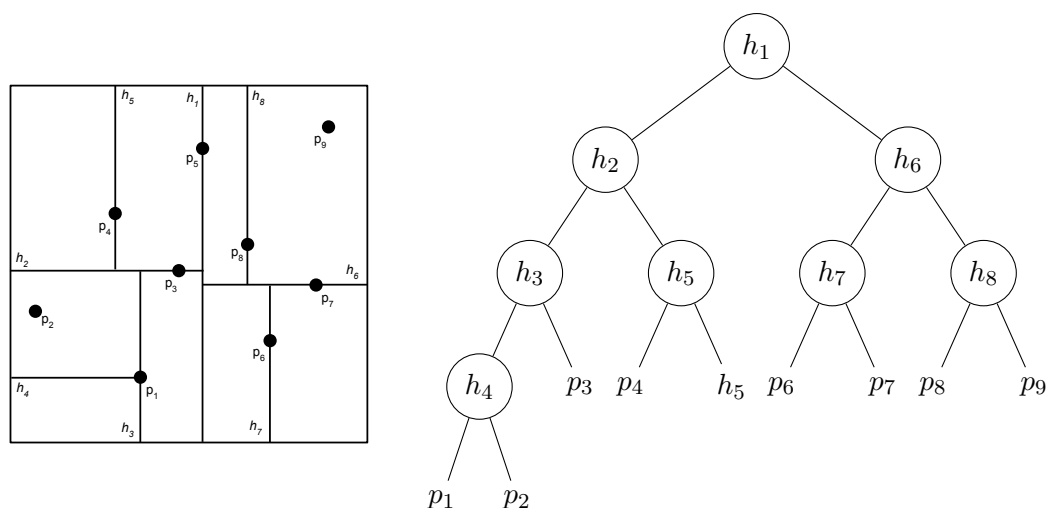 h5 h1 h8
p9
p5
p4
p8
h2 p3 h6
p7
p2
p6
h4 p1
h3 h7
h1
h2 h6
h3 h5 h7 h8
h4 p3 p4 h5 p6 p7 p8 p9
p1 p2